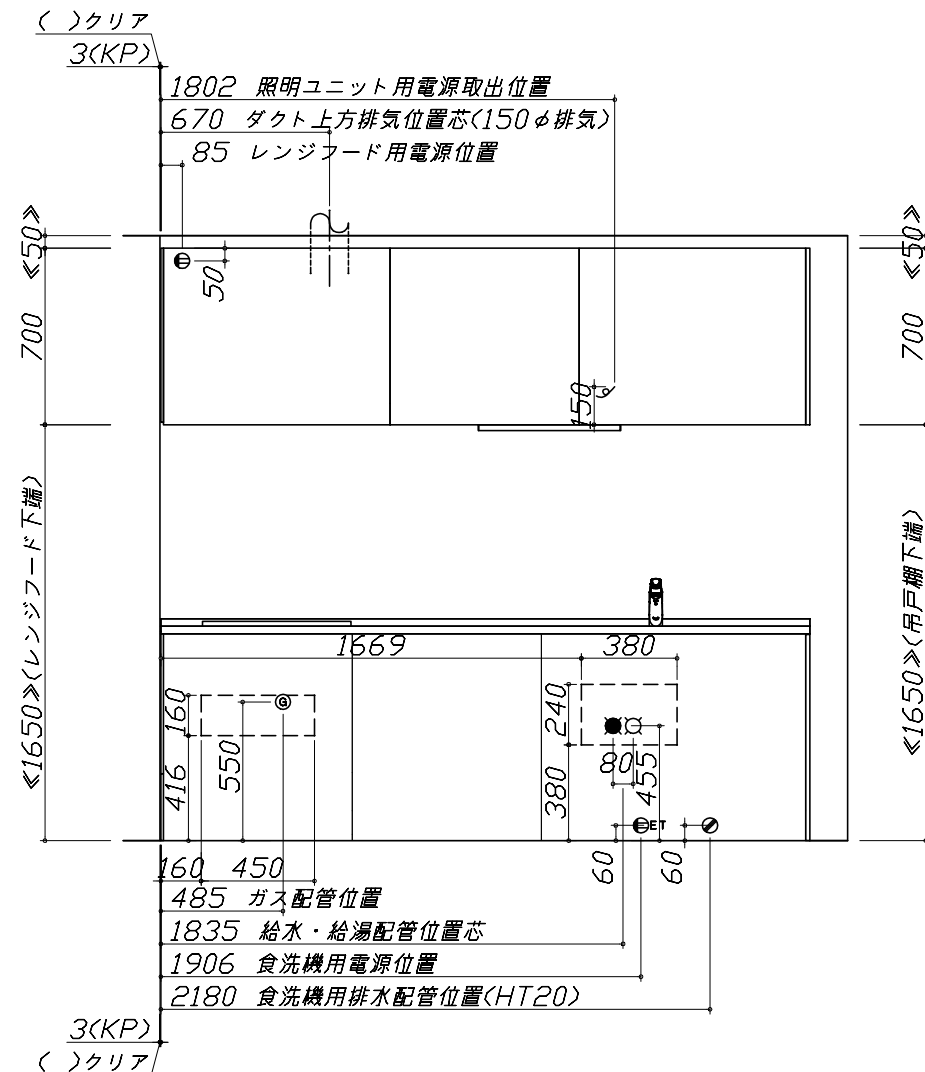 ( )クリア
3(KP)
1802 照明ユニット用電源取出位置
670 ダクト上方排気位置芯(150φ排気)
85 レンジフード用電源位置
≪50≫
≪50≫
50
700
700
150
≪1650≫(レンジフード下端)
≪1650≫(吊戸棚下端)
1669
380
160
G
240
550
416
80
455
380
ET
60
60
160
450
485 ガス配管位置
1835 給水・給湯配管位置芯
1906 食洗機用電源位置
2180 食洗機用排水配管位置(HT20)
3(KP)
( )クリア